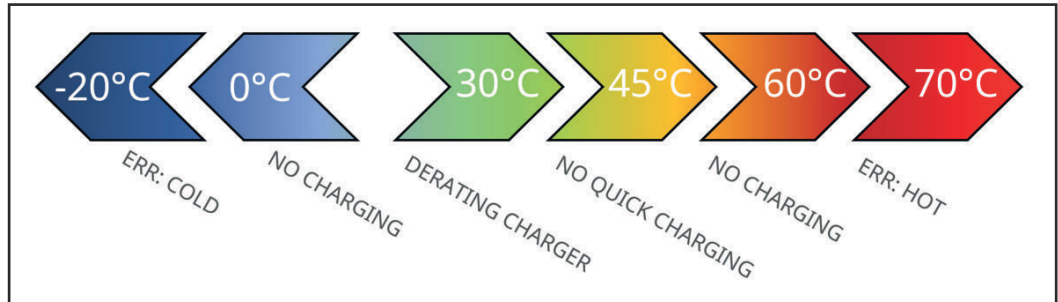 -20°C
0°C
30°C
45°C
60°C
70°C
ERR: COLD
NO CHARGING
DERATING CHARGER
NO QUICK CHARGING
NO CHARGING
ERR: HOT